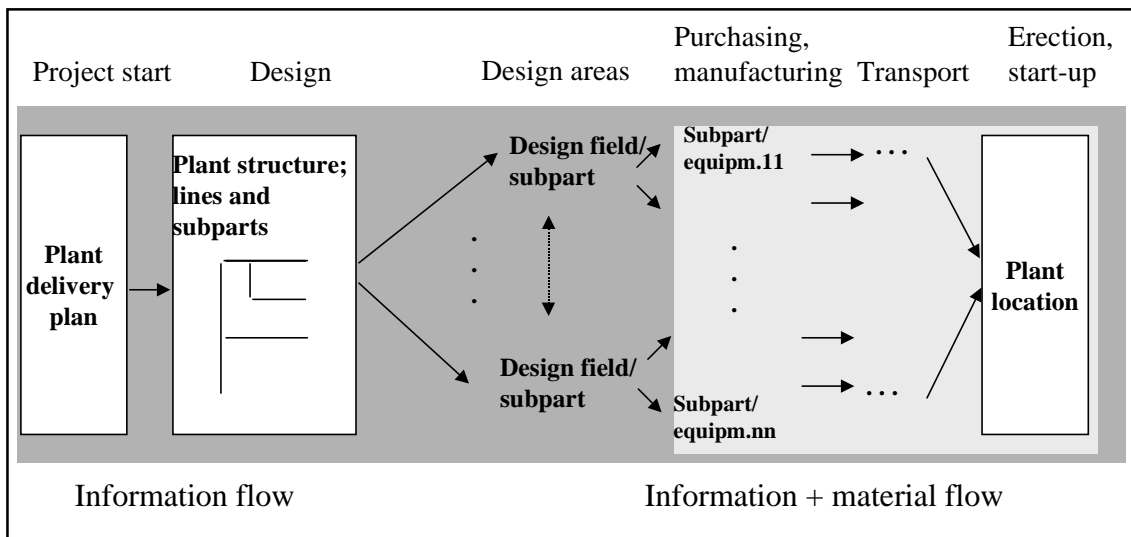 Project start
Design
Design areas
Purchasing,
manufacturing
Transport
Erection,
start-up
Plant
delivery
plan
Plant structure;
lines and
subparts
Design field/
subpart
Design field/
subpart
Subpart/
equipm.11
. . .
Subpart/
equipm.nn
. . .
Plant
location
Information flow
Information + material flow